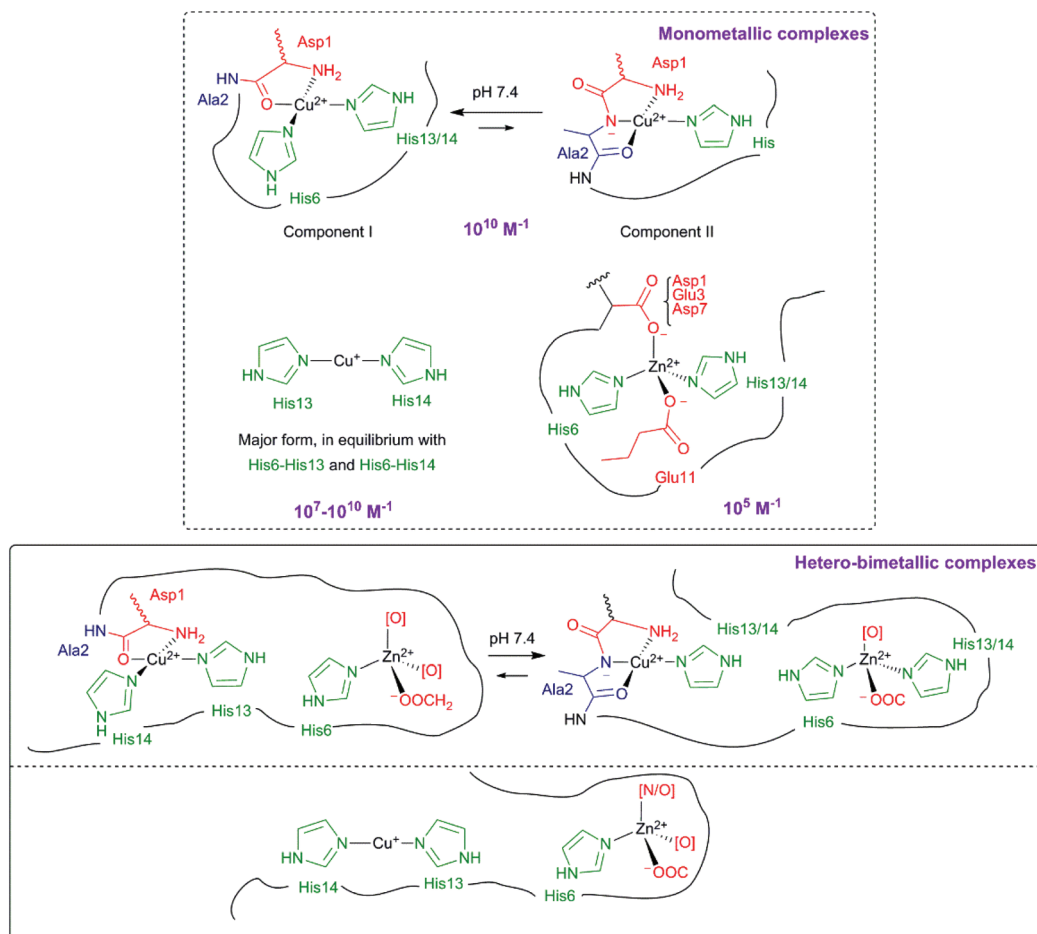 Monometallic complexes
Asp1
HN
NH2
Ala2
O
Cu2+
N
NH
N
N
H
His13/14
His6
Component I
pH 7.4
10^10 M-1
Asp1
O
NH2
N
−
Cu2+
N
NH
Ala2
O
HN
His
Component II
HN
N
Cu+
N
NH
His13
His14
Major form, in equilibrium with
His6-His13 and His6-His14
10^7-10^10 M-1
O
Asp1
Glu3
Asp7
O−
Zn2+
NH
N
N
HN
His13/14
His6
O−
O
Glu11
10^5 M-1
Hetero-bimetallic complexes
Asp1
HN
NH2
Ala2
O
Cu2+
N
NH
N
N
H
His13
His14
[O]
Zn2+
[O]
N
HN
−OOCH2
His6
pH 7.4
O
NH2
N
−
Cu2+
N
NH
Ala2
O
HN
His13/14
[O]
His13/14
Zn2+
N
N
HN
NH
−OOC
His6
HN
N
Cu+
N
NH
His14
His13
[N/O]
Zn2+
[O]
N
HN
−OOC
His6